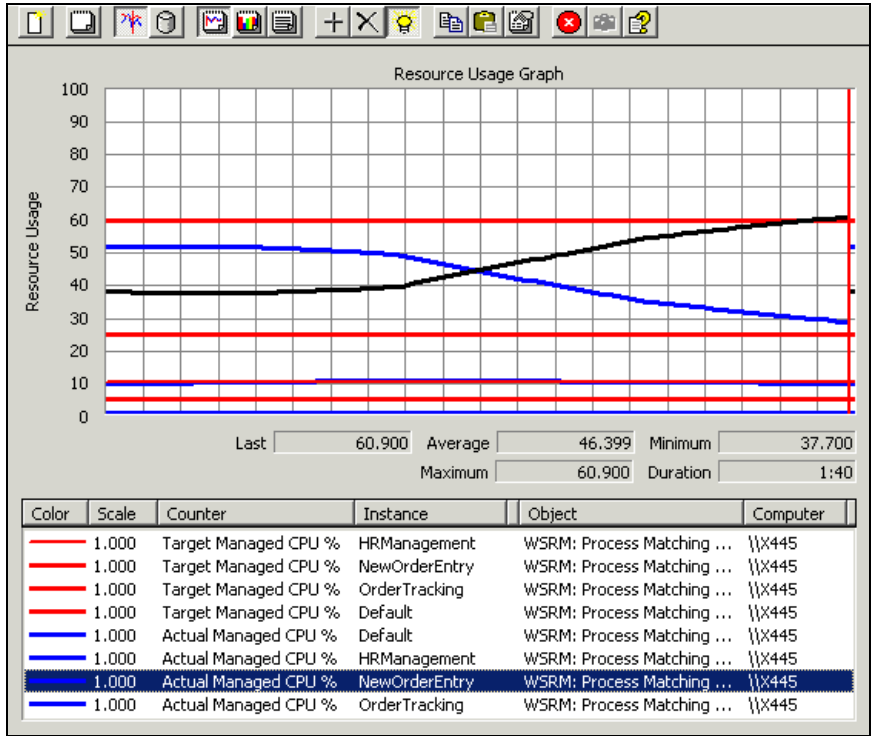 Resource Usage Graph
100
90
80
70
60
50
40
30
20
10
0
Resource Usage
Last 60.900 Average 46.399 Minimum 37.700
Maximum 60.900 Duration 1:40
Color Scale Counter Instance Object Computer
1.000 Target Managed CPU % HRManagement WSRM: Process Matching ... \\X445
1.000 Target Managed CPU % NewOrderEntry WSRM: Process Matching ... \\X445
1.000 Target Managed CPU % OrderTracking WSRM: Process Matching ... \\X445
1.000 Target Managed CPU % Default WSRM: Process Matching ... \\X445
1.000 Actual Managed CPU % Default WSRM: Process Matching ... \\X445
1.000 Actual Managed CPU % HRManagement WSRM: Process Matching ... \\X445
1.000 Actual Managed CPU % NewOrderEntry WSRM: Process Matching ... \\X445
1.000 Actual Managed CPU % OrderTracking WSRM: Process Matching ... \\X445